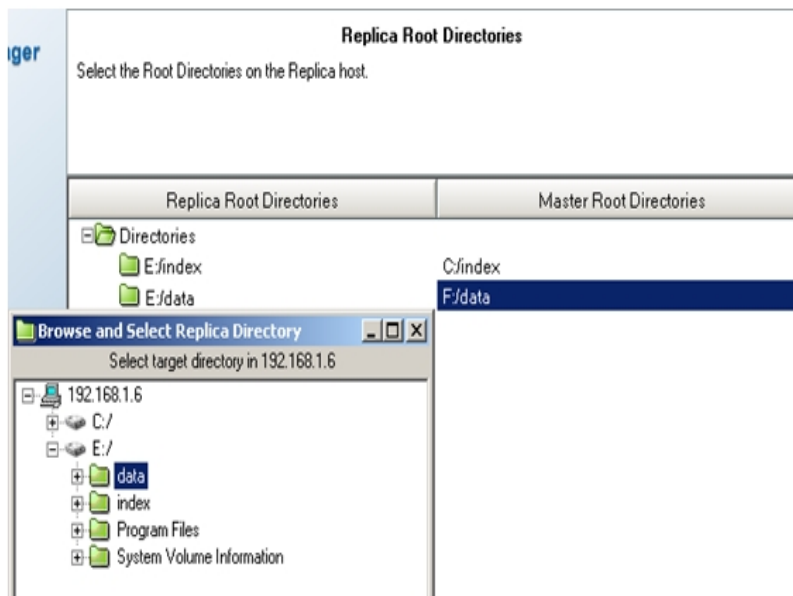 Replica Root Directories
Select the Root Directories on the Replica host.
Replica Root Directories Master Root Directories
Directories
E:/index C:/index
E:/data F:/data
Browse and Select Replica Directory
Select target directory in 192.168.1.6
192.168.1.6
C:/
E:/
data
index
Program Files
System Volume Information